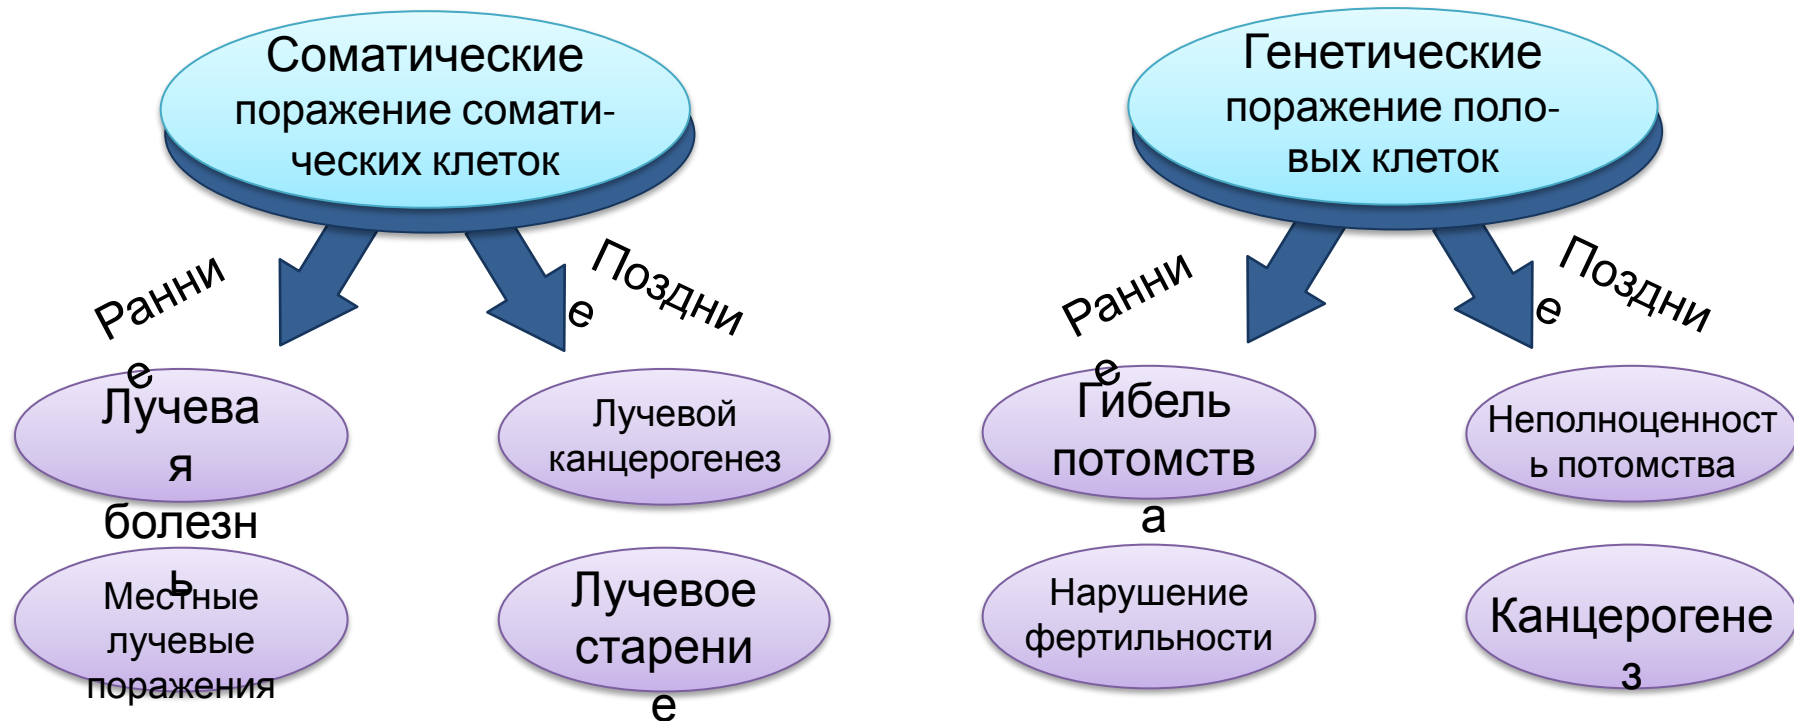 Соматические
поражение сомати-
ческих клеток
Ранни
е
Поздни
е
Лучева
я
болезн
ь
Лучевой
канцерогенез
Местные
лучевые
поражения
Лучевое
старени
е
Генетические
поражение поло-
вых клеток
Ранни
е
Поздни
е
Гибель
потомств
а
Неполноценност
ь потомства
Нарушение
фертильности
Канцерогене
з